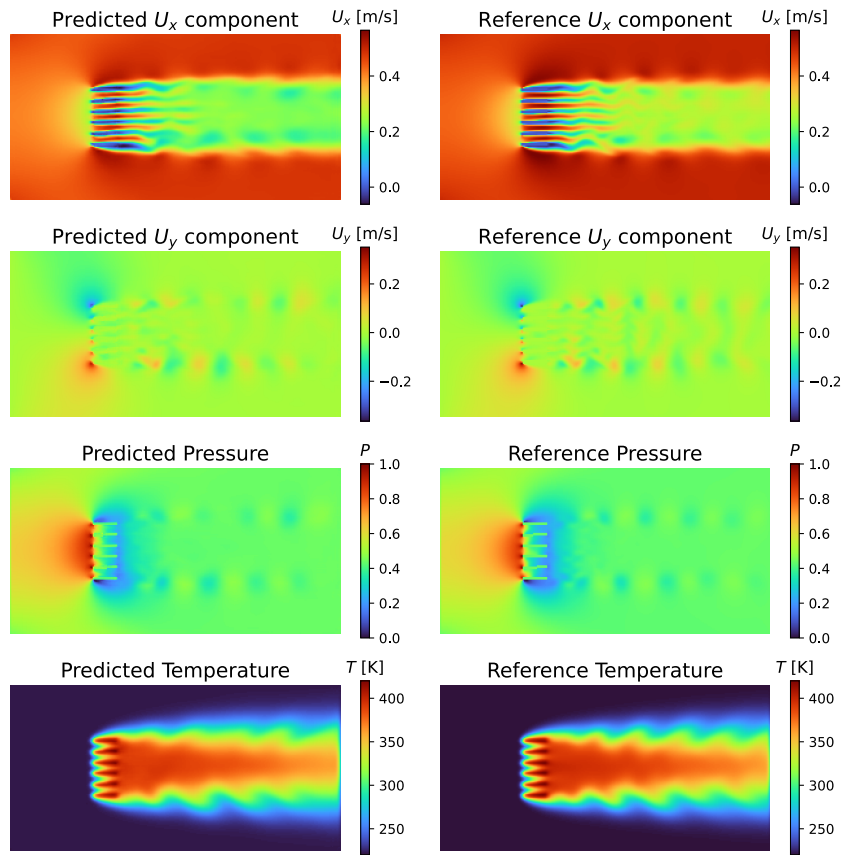 Predicted Uₓ component
Uₓ [m/s]
0.4
0.2
0.0
Reference Uₓ component
Uₓ [m/s]
0.4
0.2
0.0
Predicted U_y component
U_y [m/s]
0.2
0.0
−0.2
Reference U_y component
U_y [m/s]
0.2
0.0
−0.2
Predicted Pressure
P
1.0
0.8
0.6
0.4
0.2
0.0
Reference Pressure
P
1.0
0.8
0.6
0.4
0.2
0.0
Predicted Temperature
T [K]
400
350
300
250
Reference Temperature
T [K]
400
350
300
250